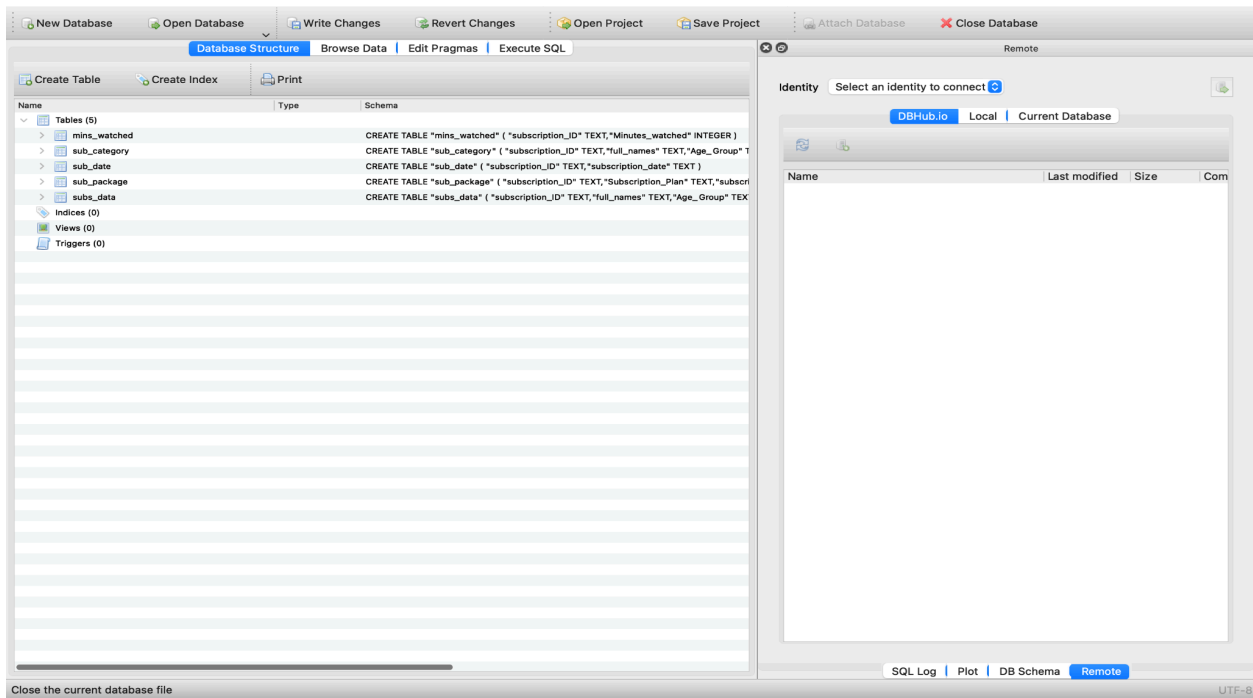 New Database Open Database Write Changes Revert Changes Open Project Save Project Attach Database Close Database
Database Structure Browse Data Edit Pragmas Execute SQL
Create Table Create Index Print
Name Type Schema
Tables (5)
mins_watched CREATE TABLE "mins_watched" ( "subscription_ID" TEXT,"Minutes_watched" INTEGER )
sub_category CREATE TABLE "sub_category" ( "subscription_ID" TEXT,"full_names" TEXT,"Age_Group" T
sub_date CREATE TABLE "sub_date" ( "subscription_ID" TEXT,"subscription_date" TEXT )
sub_package CREATE TABLE "sub_package" ( "subscription_ID" TEXT,"Subscription_Plan" TEXT,"subscri
subs_data CREATE TABLE "subs_data" ( "subscription_ID" TEXT,"full_names" TEXT,"Age_Group" TEX
Indices (0)
Views (0)
Triggers (0)
Remote
Identity Select an identity to connect
DBHub.io Local Current Database
Name Last modified Size Com
SQL Log Plot DB Schema Remote
Close the current database file UTF-8